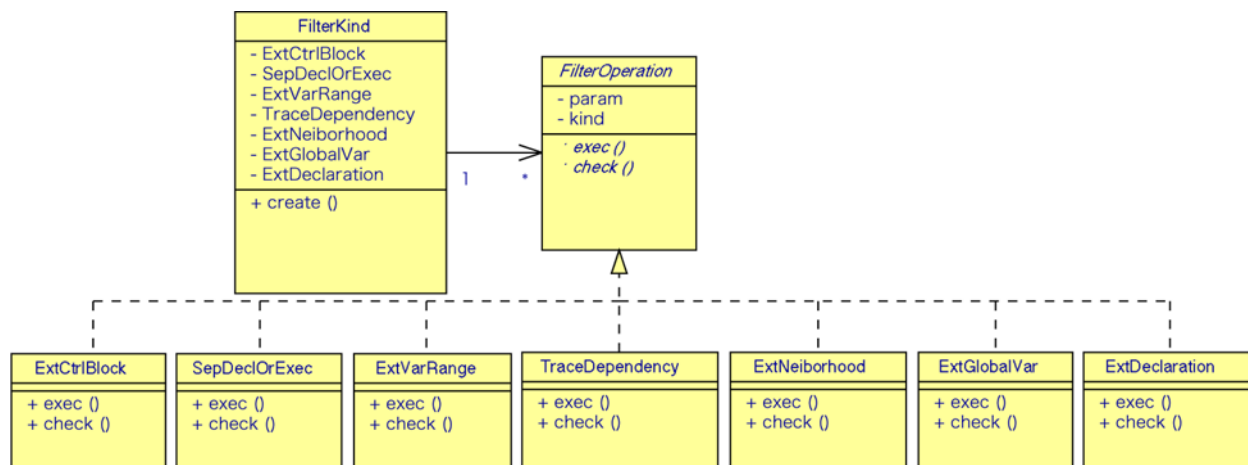 FilterKind
- ExtCtrlBlock
- SepDeclOrExec
- ExtVarRange
- TraceDependency
- ExtNeiborhood
- ExtGlobalVar
- ExtDeclaration
+ create ()
FilterOperation
- param
- kind
exec ()
check ()
1 *
ExtCtrlBlock
+ exec ()
+ check ()
SepDeclOrExec
+ exec ()
+ check ()
ExtVarRange
+ exec ()
+ check ()
TraceDependency
+ exec ()
+ check ()
ExtNeiborhood
+ exec ()
+ check ()
ExtGlobalVar
+ exec ()
+ check ()
ExtDeclaration
+ exec ()
+ check ()